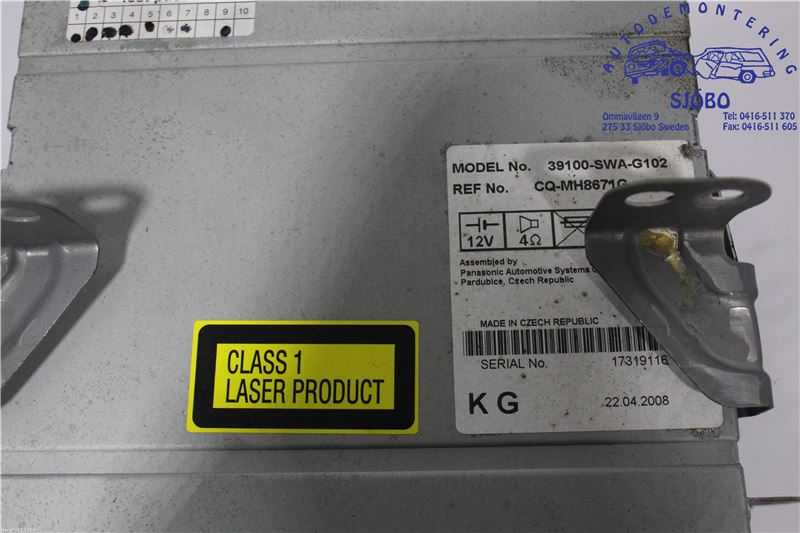 1 2 3 4 5 6 7 8 9 10
AUTODEMONTERING
SJÖBO
Ommavägen 9
275 33 Sjöbo Sweden
Tel: 0416-511 370
Fax: 0416-511 605
MODEL No. 39100-SWA-G102
REF No. CQ-MH8671G
12V 4Ω
Assembled by
Panasonic Automotive Systems
Pardubice, Czech Republic
MADE IN CZECH REPUBLIC
SERIAL No. 17319116
KG 22.04.2008
CLASS 1
LASER PRODUCT